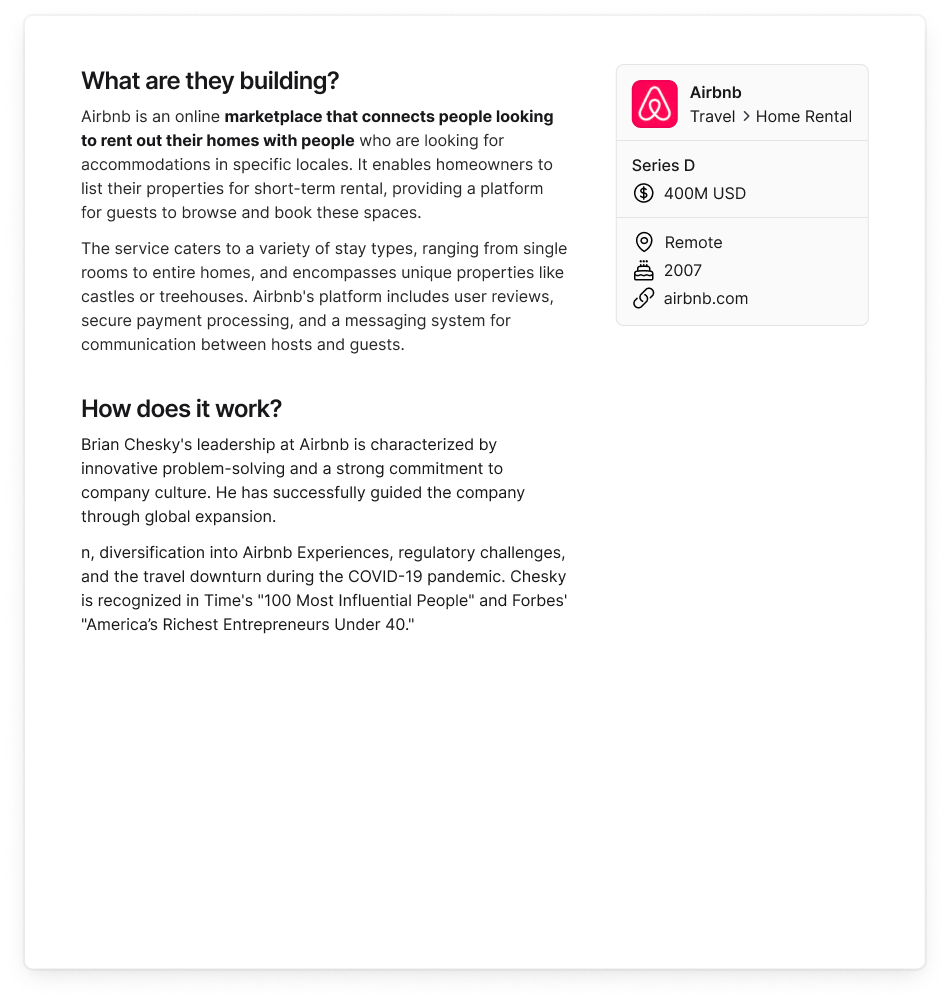 What are they building?
Airbnb is an online marketplace that connects people looking
to rent out their homes with people who are looking for
accommodations in specific locales. It enables homeowners to
list their properties for short-term rental, providing a platform
for guests to browse and book these spaces.
The service caters to a variety of stay types, ranging from single
rooms to entire homes, and encompasses unique properties like
castles or treehouses. Airbnb's platform includes user reviews,
secure payment processing, and a messaging system for
communication between hosts and guests.
How does it work?
Brian Chesky's leadership at Airbnb is characterized by
innovative problem-solving and a strong commitment to
company culture. He has successfully guided the company
through global expansion.
n, diversification into Airbnb Experiences, regulatory challenges,
and the travel downturn during the COVID-19 pandemic. Chesky
is recognized in Time's "100 Most Influential People" and Forbes'
"America’s Richest Entrepreneurs Under 40."
Airbnb
Travel > Home Rental
Series D
400M USD
Remote
2007
airbnb.com